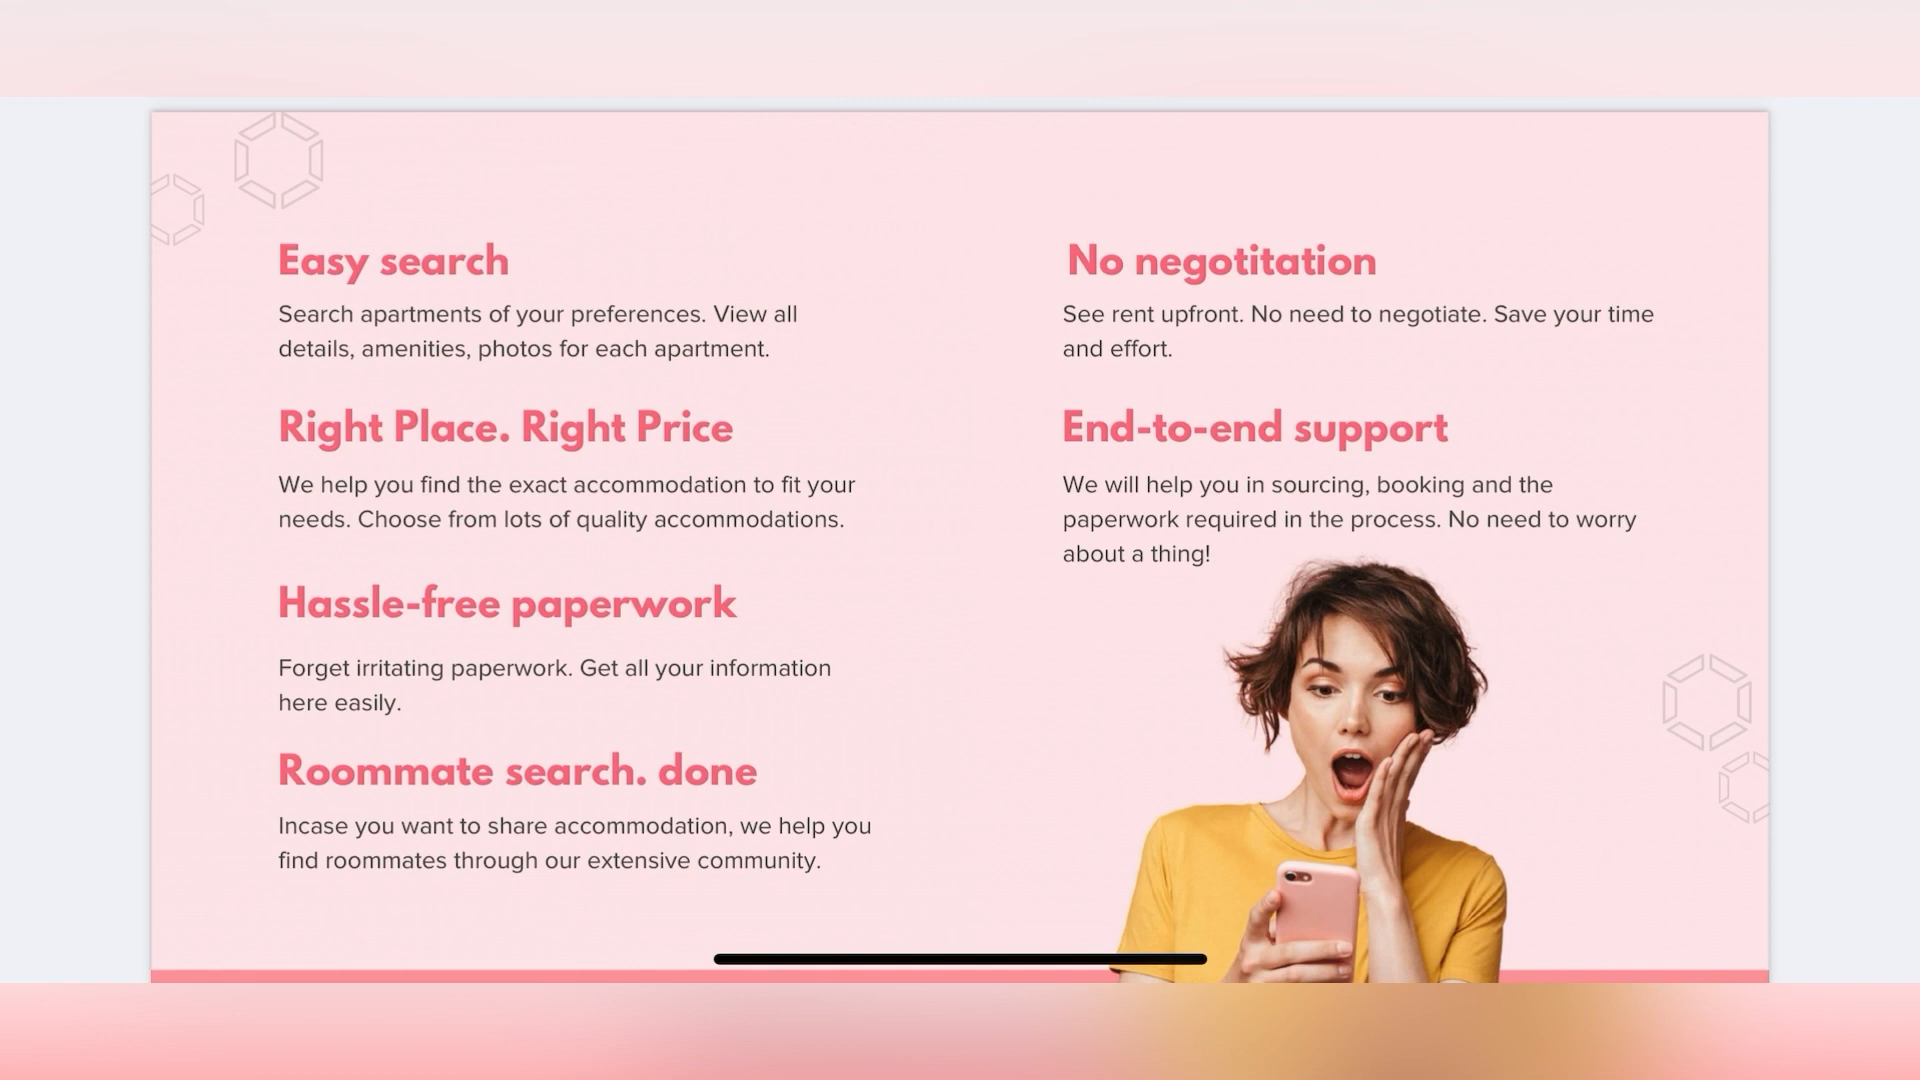 Easy search
Search apartments of your preferences. View all
details, amenities, photos for each apartment.
Right Place. Right Price
We help you find the exact accommodation to fit your
needs. Choose from lots of quality accommodations.
Hassle-free paperwork
Forget irritating paperwork. Get all your information
here easily.
Roommate search. done
Incase you want to share accommodation, we help you
find roommates through our extensive community.
No negotitation
See rent upfront. No need to negotiate. Save your time
and effort.
End-to-end support
We will help you in sourcing, booking and the
paperwork required in the process. No need to worry
about a thing!